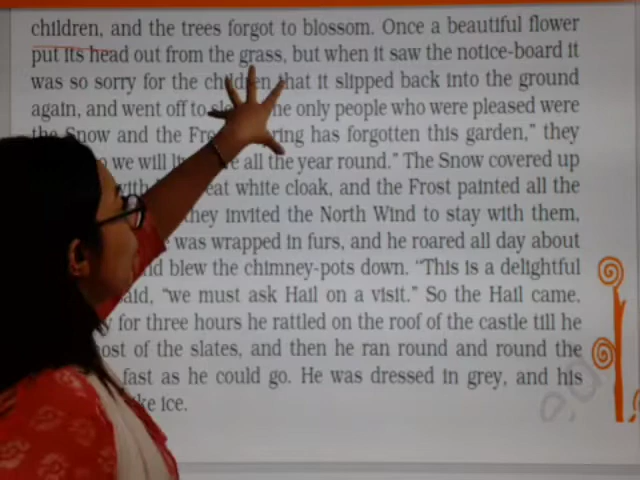 children, and the trees forgot to blossom. Once a beautiful flower
put its head out from the grass, but when it saw the notice-board it
was so sorry for the children that it slipped back into the ground
again, and went off to The only people who were pleased were
the Snow and the has forgotten this garden,” they
we will all the year round.” The Snow covered up
white cloak, and the Frost painted all the
they invited the North Wind to stay with them,
was wrapped in furs, and he roared all day about
blew the chimney-pots down. “This is a delightful
“we must ask Hail on a visit.” So the Hail came.
for three hours he rattled on the roof of the castle till he
of the slates, and then he ran round and round the
fast as he could go. He was dressed in grey, and his
ice.